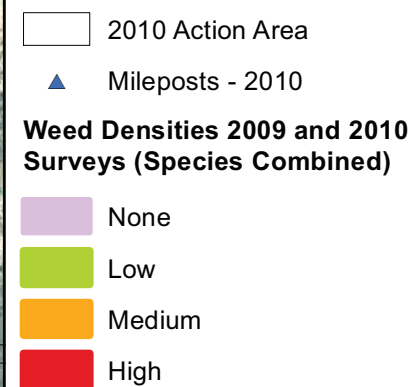 2010 Action Area
Mileposts - 2010
Weed Densities 2009 and 2010
Surveys (Species Combined)
None
Low
Medium
High